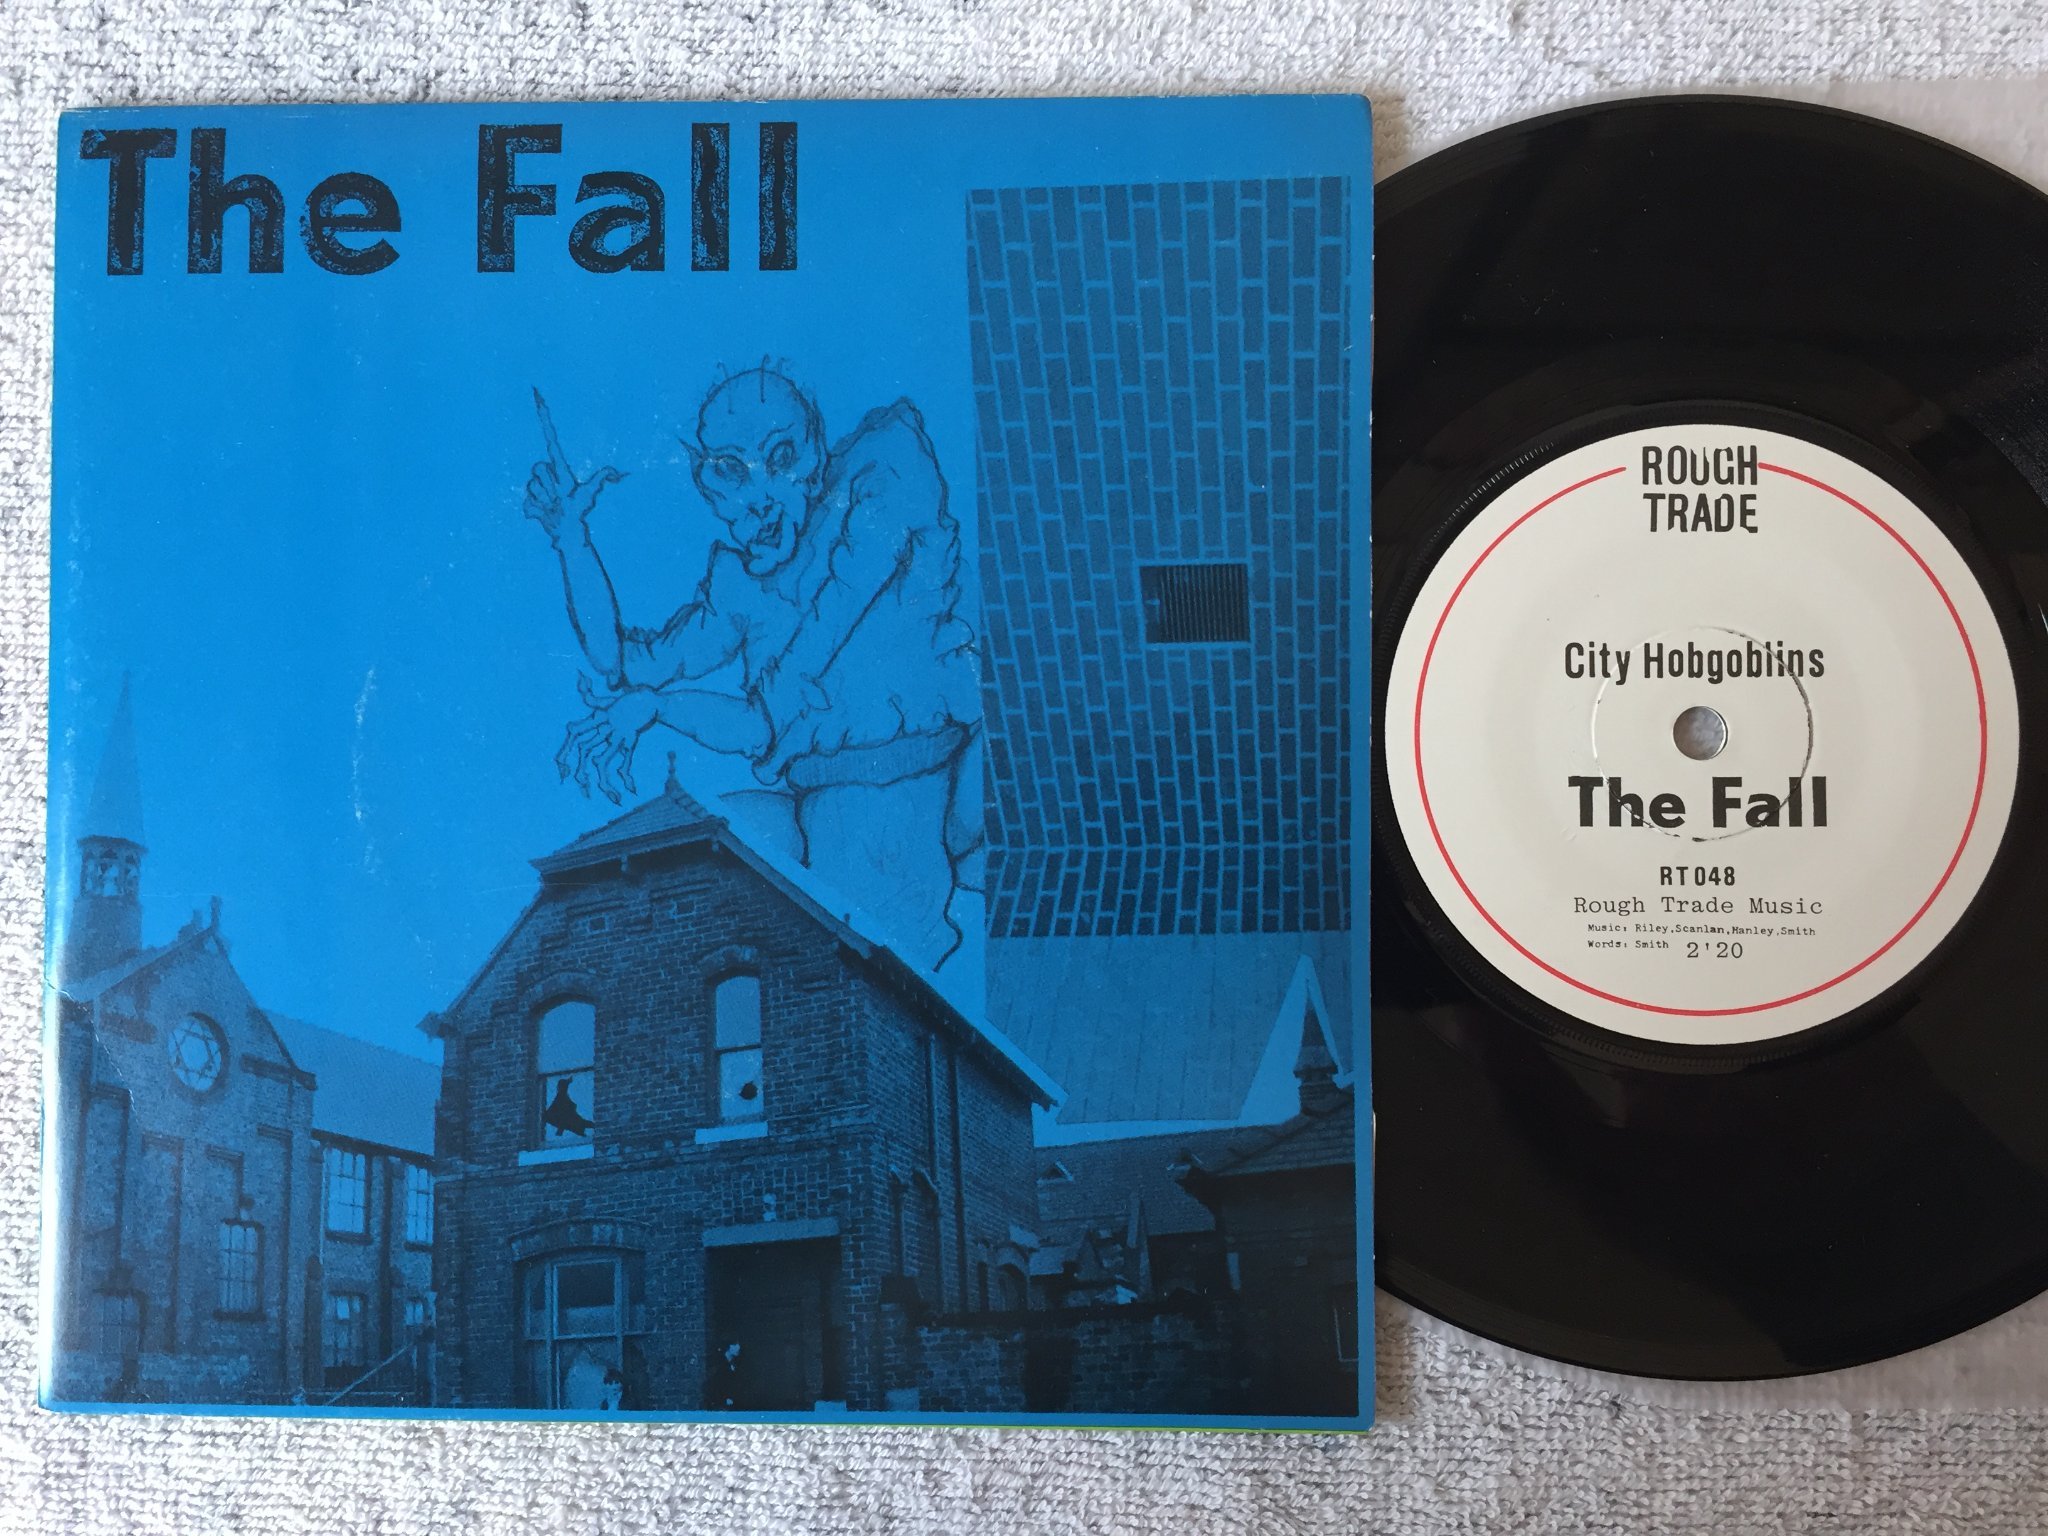 The Fall
ROUGH
TRADE
City Hobgoblins
The Fall
RT 048
Rough Trade Music
Music: Riley,Scanlan,Hanley,Smith
Words: Smith 2'20